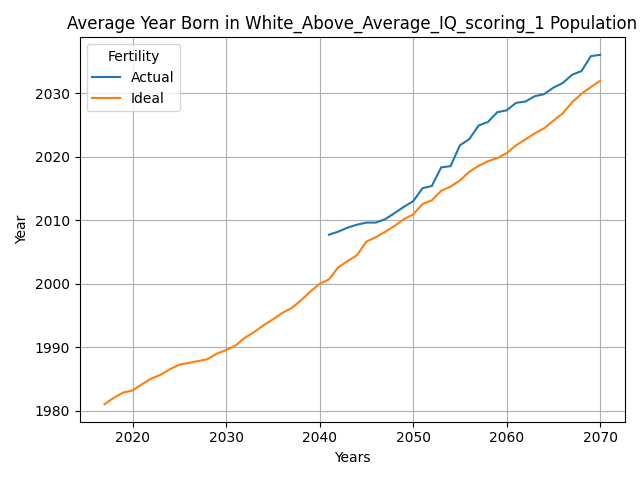 Average Year Born in White_Above_Average_IQ_scoring_1 Population
Fertility
Actual
Ideal
Year
2030
2020
2010
2000
1990
1980
2020 2030 2040 2050 2060 2070
Years